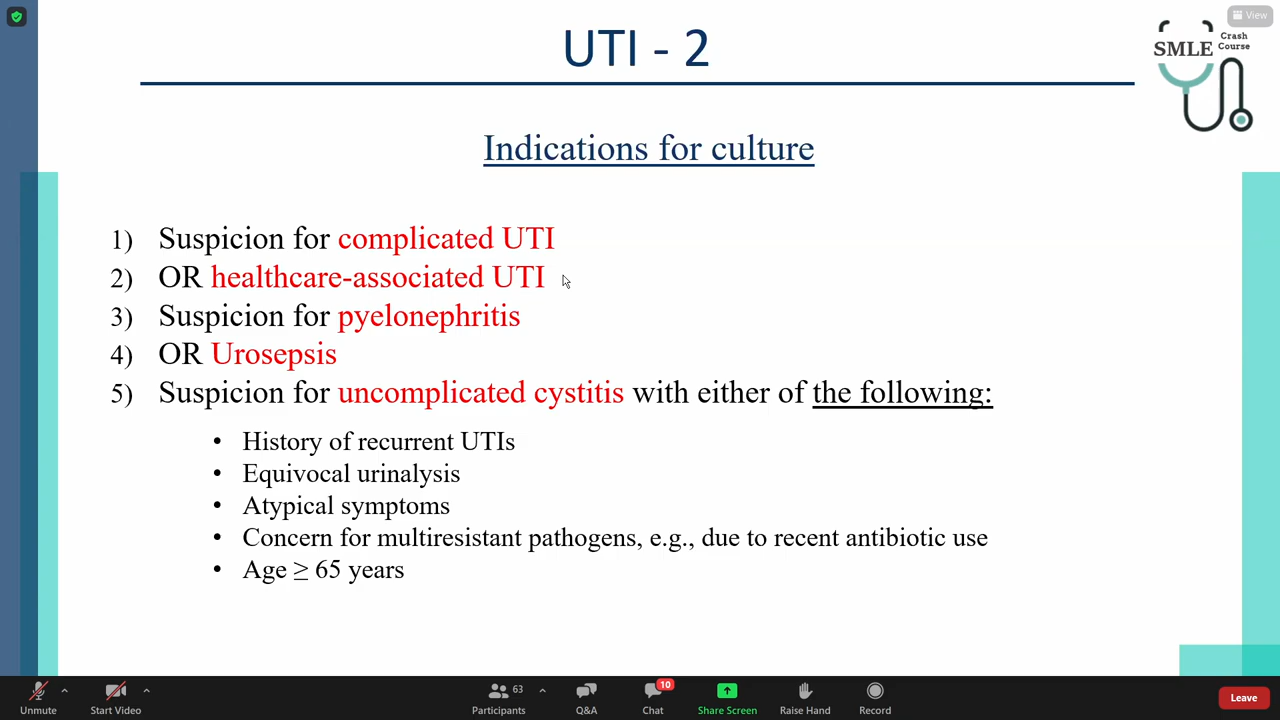 View
UTI - 2
SMLE Crash Course
Indications for culture
1) Suspicion for complicated UTI
2) OR healthcare-associated UTI
3) Suspicion for pyelonephritis
4) OR Urosepsis
5) Suspicion for uncomplicated cystitis with either of the following:
• History of recurrent UTIs
• Equivocal urinalysis
• Atypical symptoms
• Concern for multiresistant pathogens, e.g., due to recent antibiotic use
• Age ≥ 65 years
63
10
Unmute
Start Video
Participants
Q&A
Chat
Share Screen
Raise Hand
Record
Leave